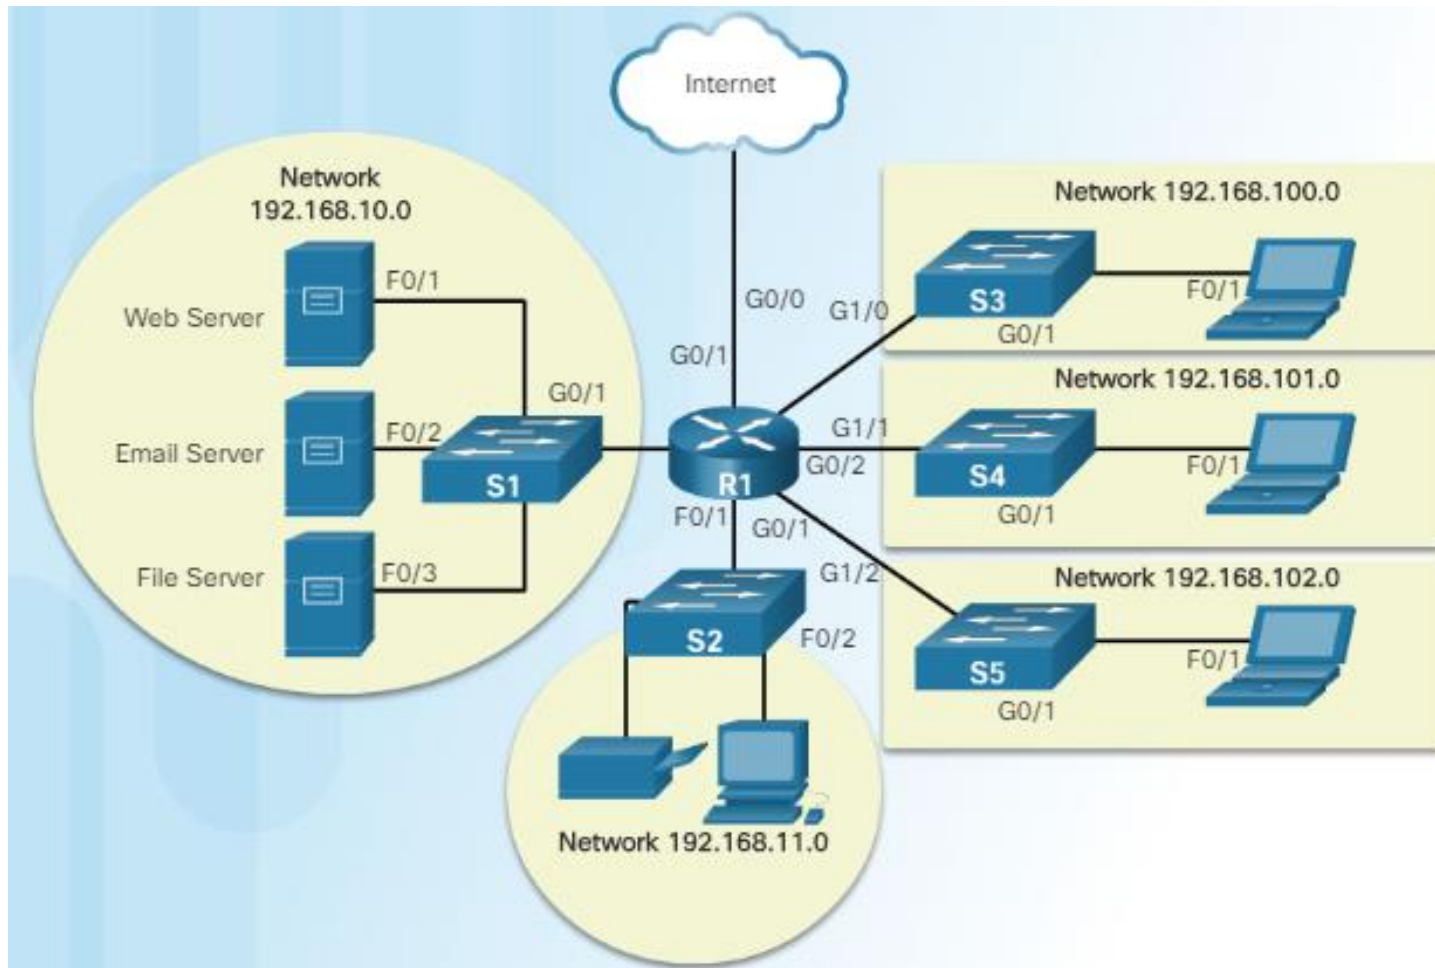 Internet
Network
192.168.10.0
F0/1
Web Server
G0/1
F0/2
Email Server
S1
F0/3
File Server
G0/0
G0/1
G1/0
R1
G1/1
G0/2
F0/1
G0/1
G1/2
S2
F0/2
Network 192.168.11.0
Network 192.168.100.0
S3
F0/1
G0/1
Network 192.168.101.0
S4
F0/1
G0/1
Network 192.168.102.0
S5
F0/1
G0/1